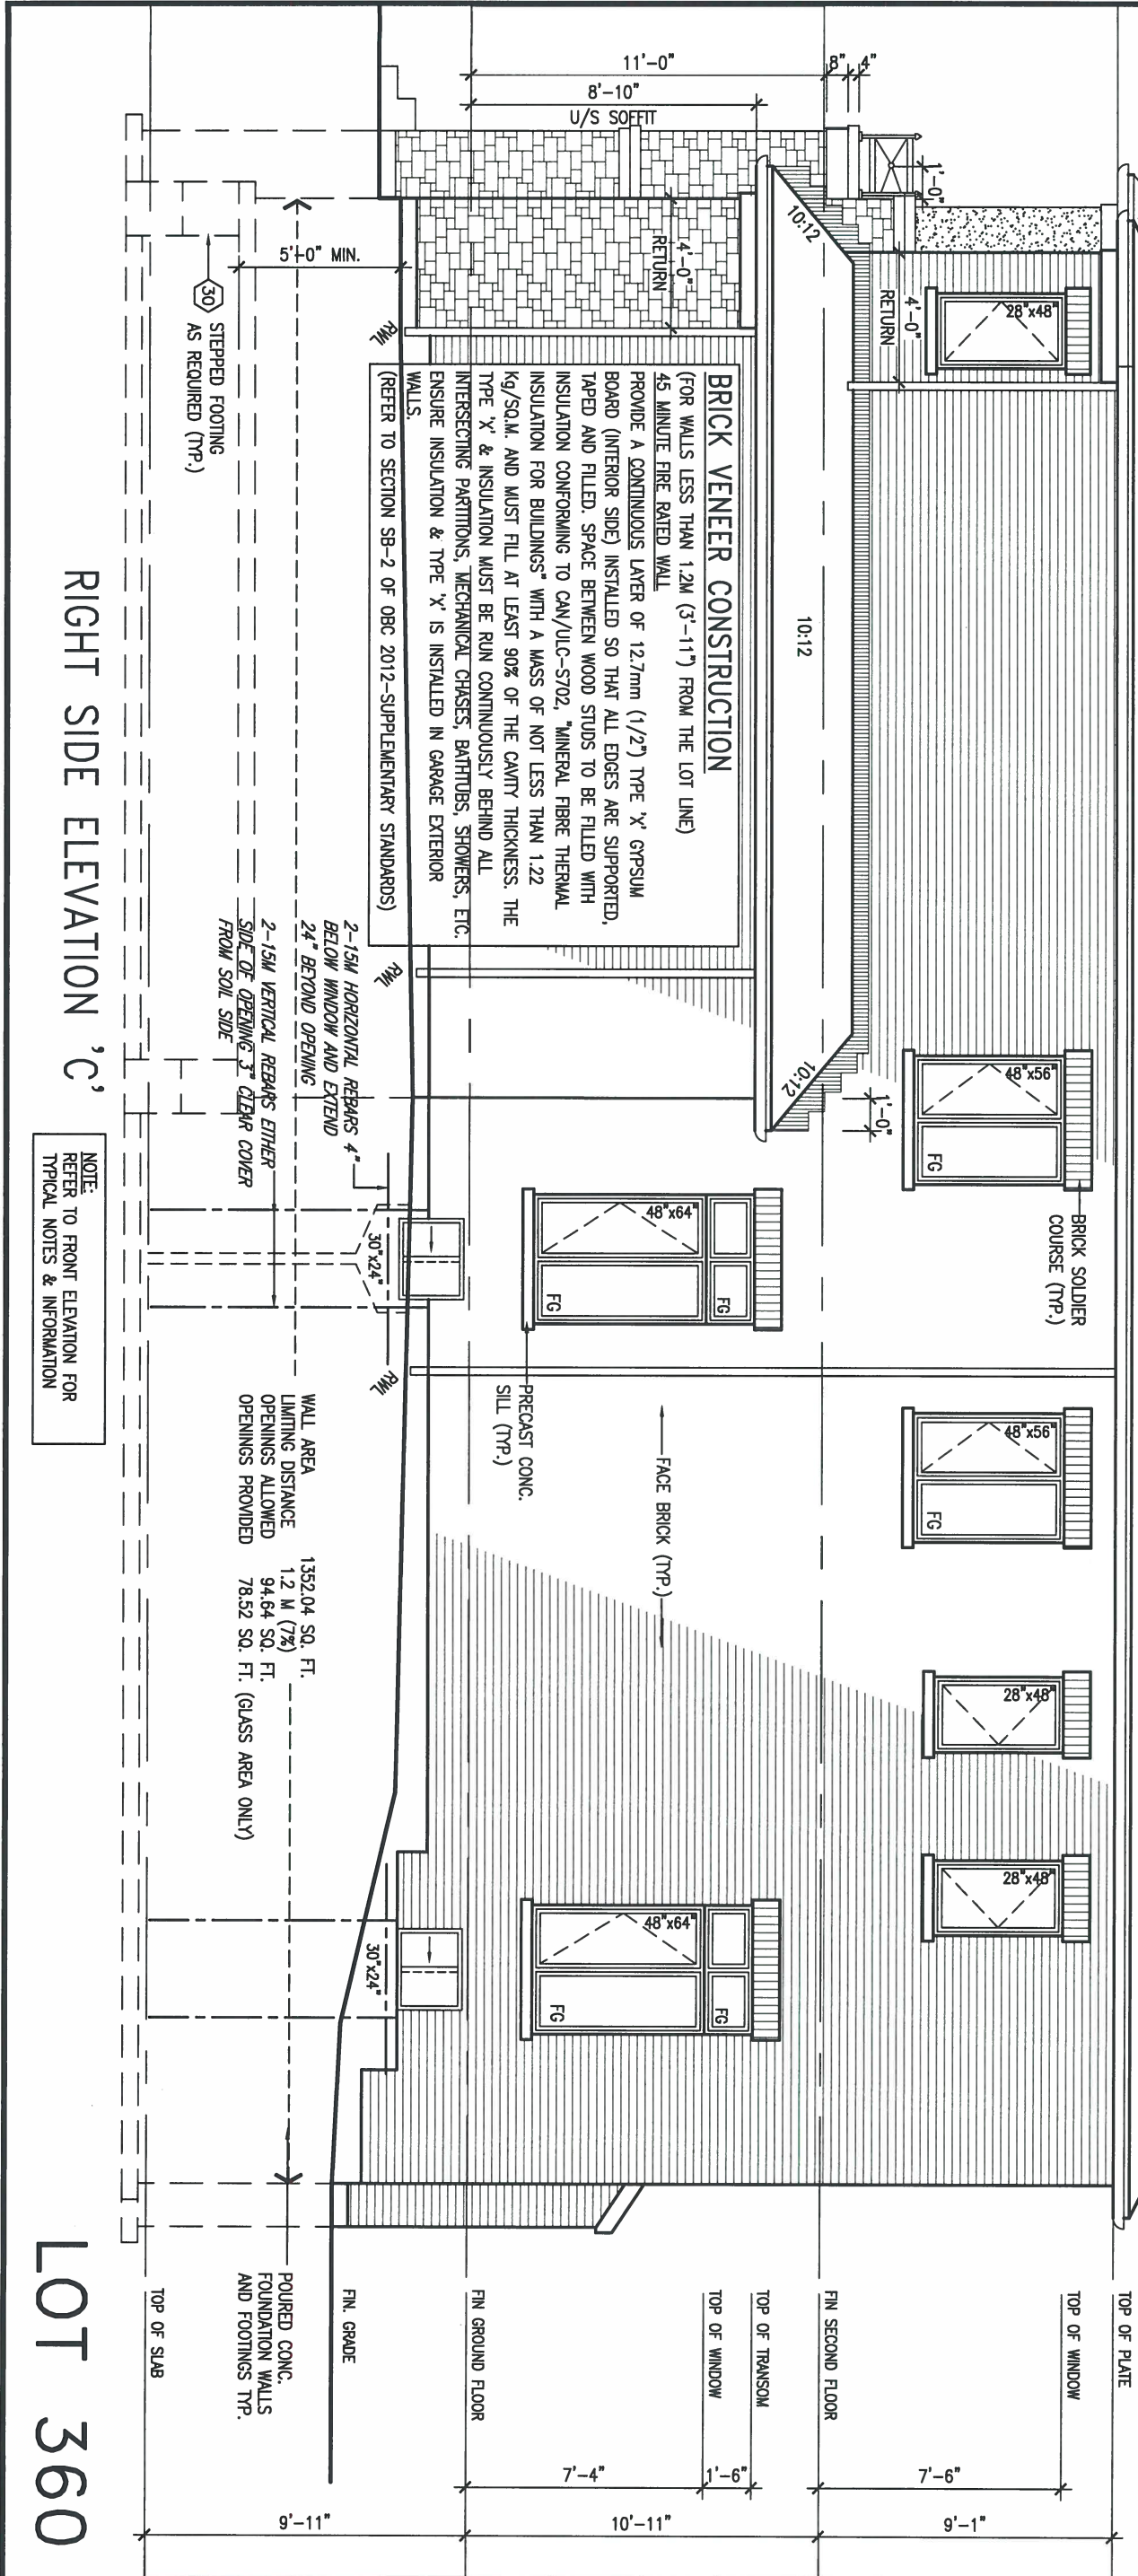 TOP OF PLATE
TOP OF WINDOW
FIN SECOND FLOOR
TOP OF TRANSOM
TOP OF WINDOW
FIN GROUND FLOOR
FIN. GRADE
TOP OF SLAB
9'-1"
7'-6"
10'-11"
1'-6"
7'-4"
9'-11"
4"
8"
11'-0"
8'-10"
U/S SOFFIT
1'-0"
28"x48"
4'-0"
RETURN
10:12
10:12
10:12
1'-0"
4'-0"
RETURN
48"x56"
FG
BRICK SOLDIER
COURSE (TYP.)
48"x56"
FG
28"x48"
28"x48"
48"x64"
FG
FG
PRECAST CONC.
SILL (TYP.)
FACE BRICK (TYP.)
48"x64"
FG
FG
BRICK VENEER CONSTRUCTION
(FOR WALLS LESS THAN 1.2M (3'-11") FROM THE LOT LINE)
45 MINUTE FIRE RATED WALL
PROVIDE A CONTINUOUS LAYER OF 12.7mm (1/2") TYPE 'X' GYPSUM
BOARD (INTERIOR SIDE) INSTALLED SO THAT ALL EDGES ARE SUPPORTED,
TAPED AND FILLED. SPACE BETWEEN WOOD STUDS TO BE FILLED WITH
INSULATION CONFORMING TO CAN/ULC-S702, "MINERAL FIBRE THERMAL
INSULATION FOR BUILDINGS" WITH A MASS OF NOT LESS THAN 1.22
Kg/SQ.M. AND MUST FILL AT LEAST 90% OF THE CAVITY THICKNESS. THE
TYPE 'X' & INSULATION MUST BE RUN CONTINUOUSLY BEHIND ALL
INTERSECTING PARTITIONS, MECHANICAL CHASES, BATHTUBS, SHOWERS, ETC.
ENSURE INSULATION & TYPE 'X' IS INSTALLED IN GARAGE EXTERIOR
WALLS.
(REFER TO SECTION SB-2 OF OBC 2012-SUPPLEMENTARY STANDARDS)
RWL
RWL
RWL
5'-0" MIN.
30
STEPPED FOOTING
AS REQUIRED (TYP.)
2-15M HORIZONTAL REBARS 4"
BELOW WINDOW AND EXTEND
24" BEYOND OPENING
2-15M VERTICAL REBARS EITHER
SIDE OF OPENING 3" CLEAR COVER
FROM SOIL SIDE
30"x24"
30"x24"
WALL AREA 1352.04 SQ. FT.
LIMITING DISTANCE 1.2 M (7%)
OPENINGS ALLOWED 94.64 SQ. FT.
OPENINGS PROVIDED 78.52 SQ. FT. (GLASS AREA ONLY)
POURED CONC.
FOUNDATION WALLS
AND FOOTINGS TYP.
RIGHT SIDE ELEVATION 'C'
NOTE:
REFER TO FRONT ELEVATION FOR
TYPICAL NOTES & INFORMATION
LOT 360